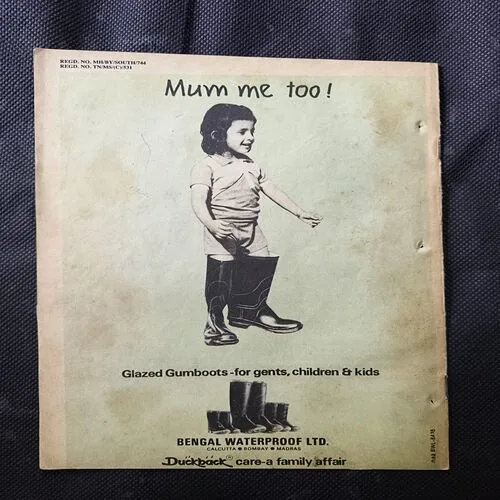 REGD. NO. MH/BY/SOUTH/744
REGD. NO. TN/MS/(C)/831
Mum me too!
Glazed Gumboots - for gents, children & kids
BENGAL WATERPROOF LTD.
CALCUTTA ● BOMBAY ● MADRAS
Duckback® care-a family affair